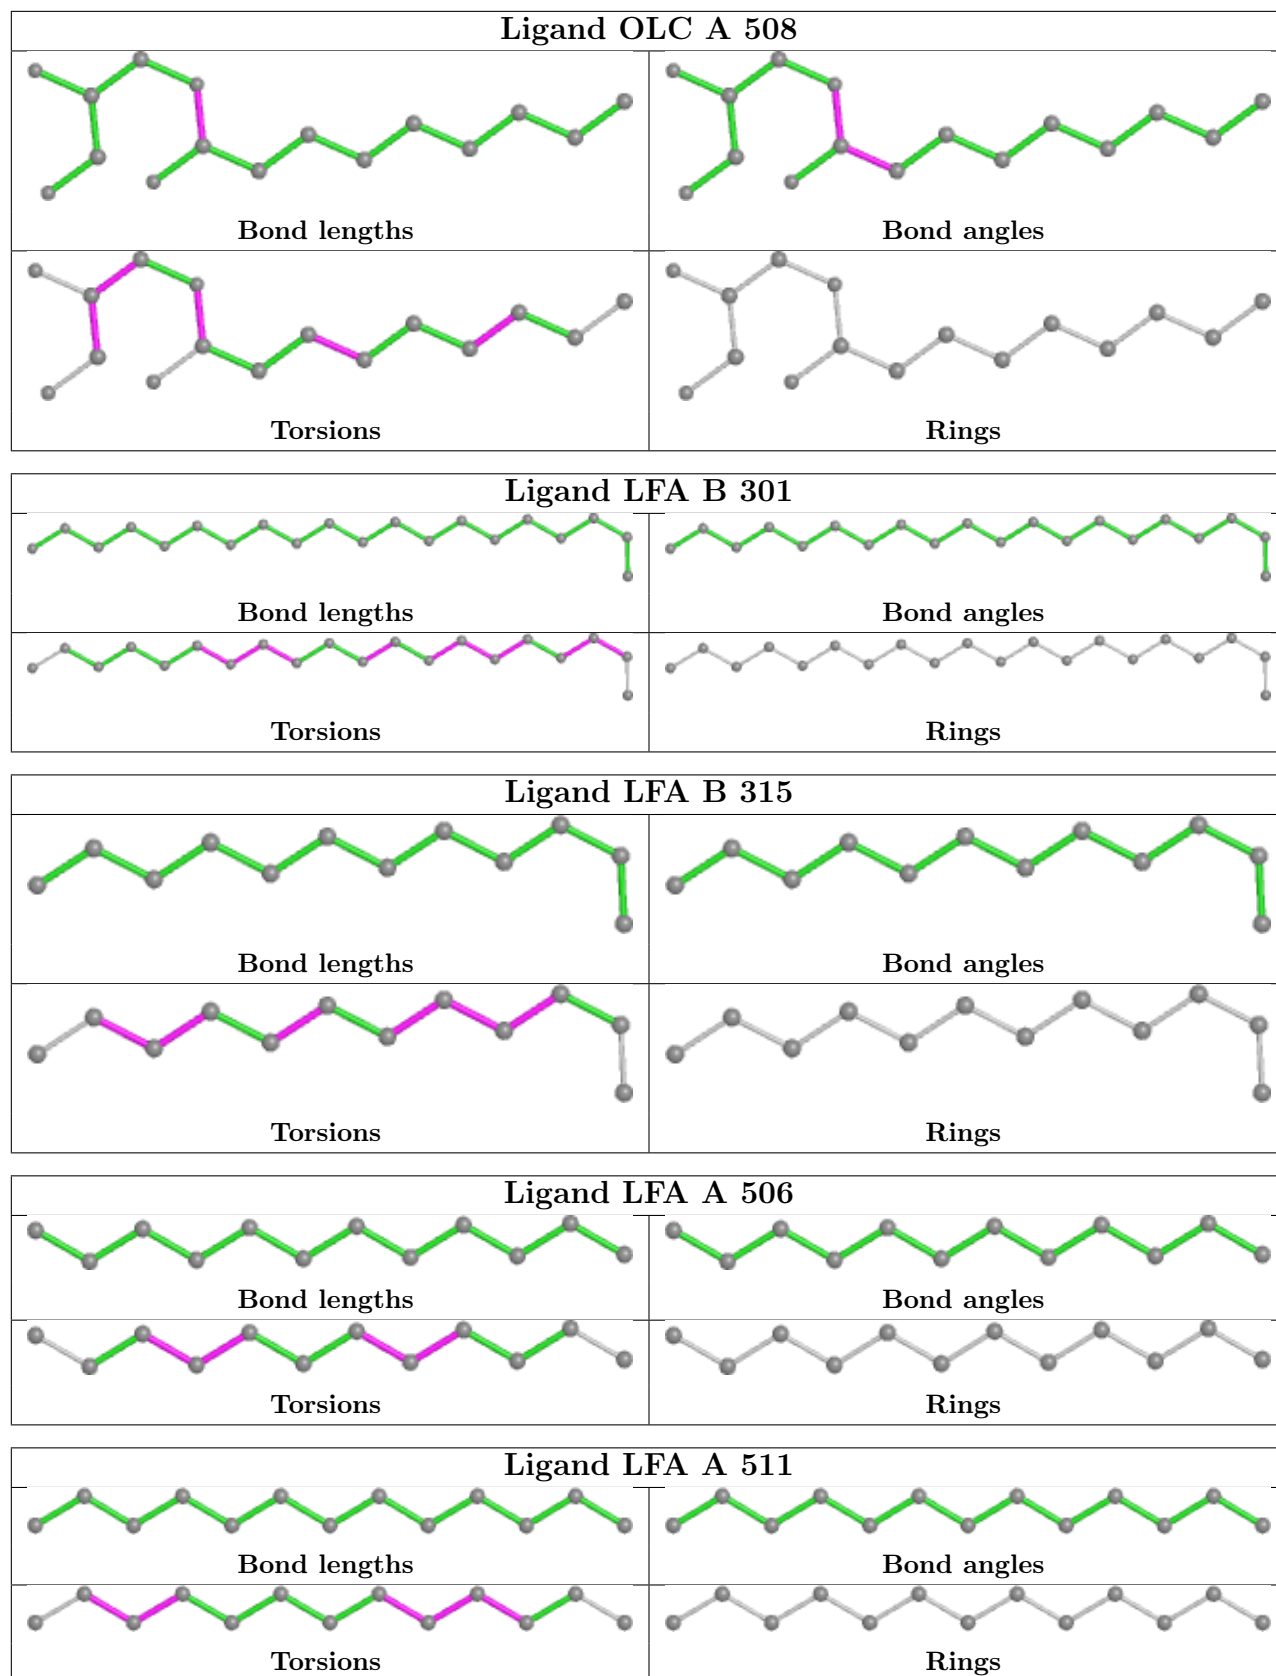 Ligand OLC A 508
Bond lengths
Bond angles
Torsions
Rings
Ligand LFA B 301
Bond lengths
Bond angles
Torsions
Rings
Ligand LFA B 315
Bond lengths
Bond angles
Torsions
Rings
Ligand LFA A 506
Bond lengths
Bond angles
Torsions
Rings
Ligand LFA A 511
Bond lengths
Bond angles
Torsions
Rings